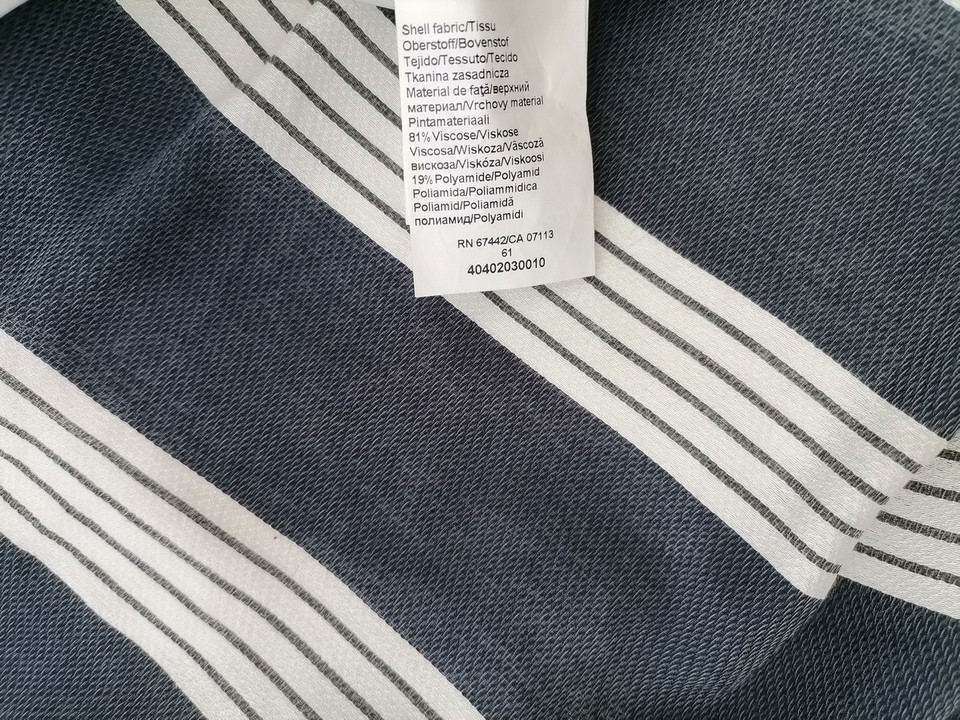 Shell fabric/Tissu
Oberstoff/Bovenstof
Tejido/Tessuto/Tecido
Tkanina zasadnicza
Material de faţă/верхний
материал/Vrchovy material
Pintamateriaali
81% Viscose/Viskose
Viscosa/Wiskoza/Vâscoză
вискоза/Viskóza/Viskoosi
19% Polyamide/Polyamid
Poliamida/Poliammidica
Poliamid/Poliamidă
полиамид/Polyamidi
RN 67442/CA 07113
61
40402030010